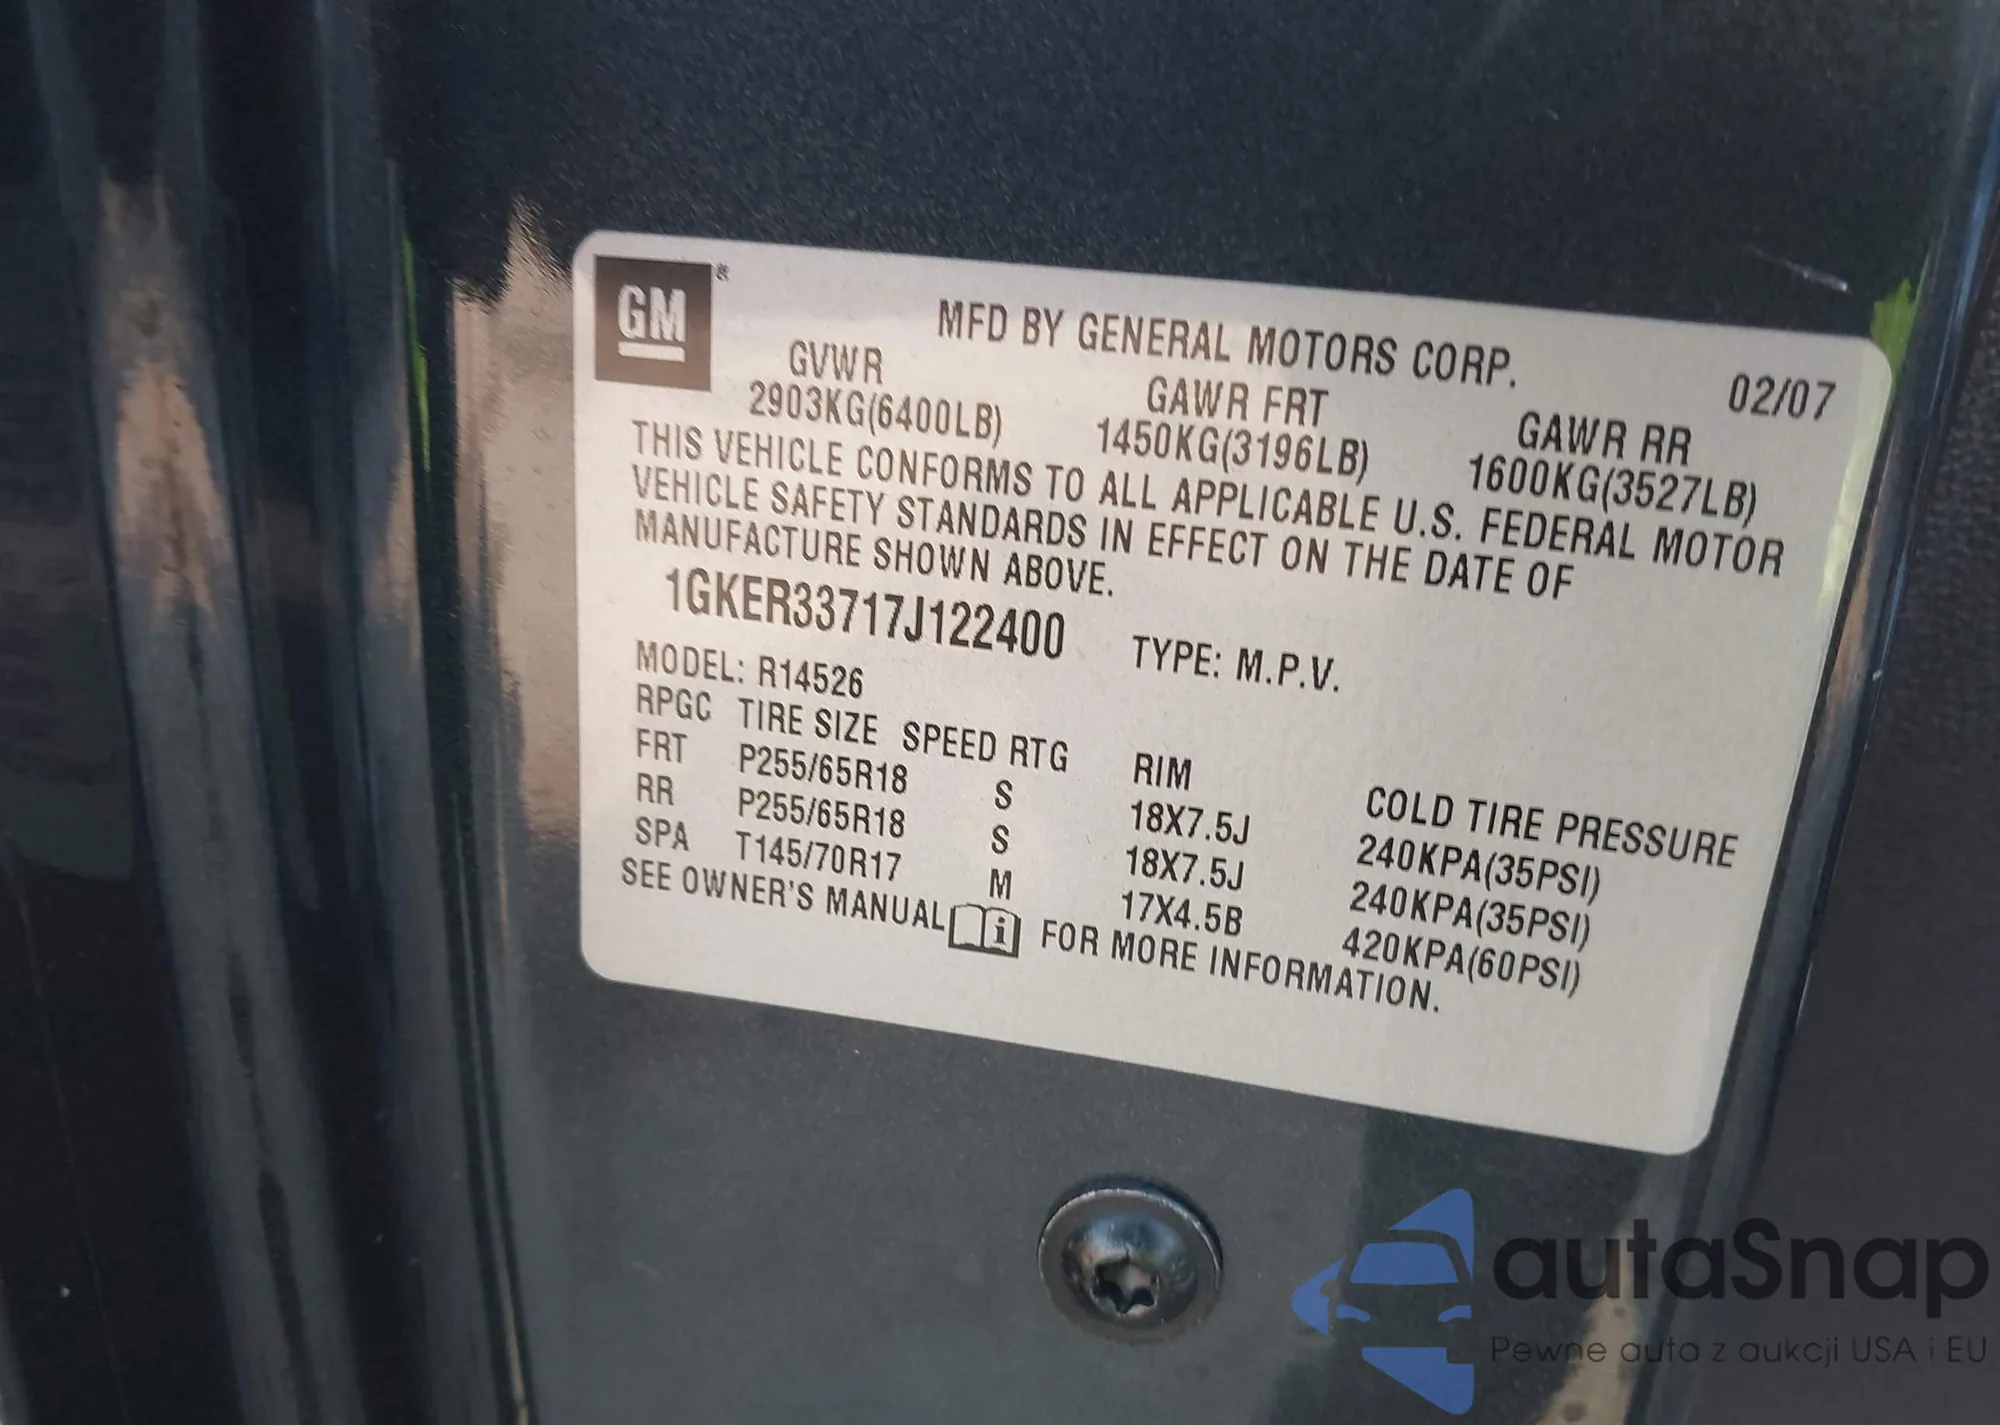 GM®
MFD BY GENERAL MOTORS CORP.
02/07
GVWR GAWR FRT GAWR RR
2903KG(6400LB) 1450KG(3196LB) 1600KG(3527LB)
THIS VEHICLE CONFORMS TO ALL APPLICABLE U.S. FEDERAL MOTOR
VEHICLE SAFETY STANDARDS IN EFFECT ON THE DATE OF
MANUFACTURE SHOWN ABOVE.
1GKER33717J122400 TYPE: M.P.V.
MODEL: R14526
RPGC TIRE SIZE SPEED RTG RIM COLD TIRE PRESSURE
FRT P255/65R18 S 18X7.5J 240KPA(35PSI)
RR P255/65R18 S 18X7.5J 240KPA(35PSI)
SPA T145/70R17 M 17X4.5B 420KPA(60PSI)
SEE OWNER'S MANUAL i FOR MORE INFORMATION.
autaSnap
Pewne auta z aukcji USA i EU